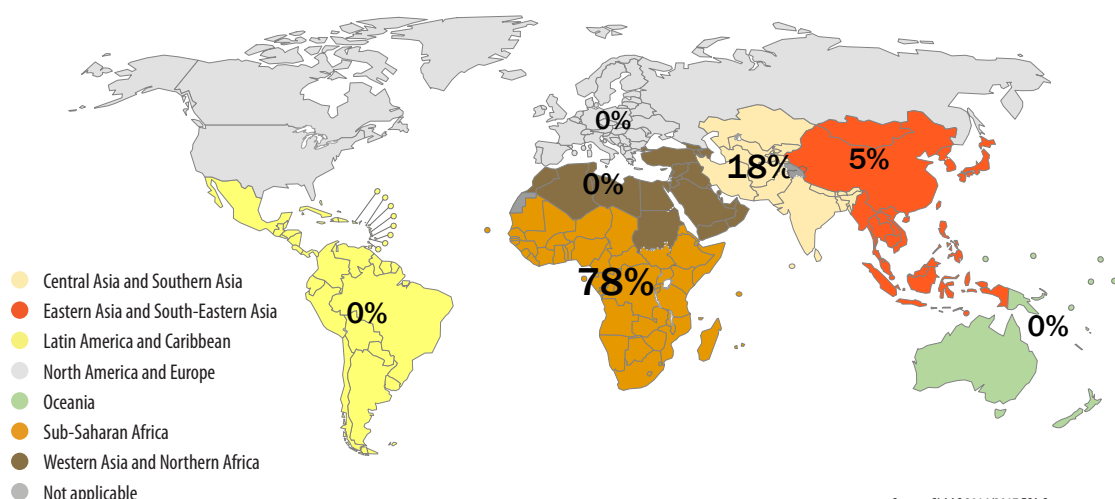 0%
18%
5%
0%
78%
0%
0%
Central Asia and Southern Asia
Eastern Asia and South-Eastern Asia
Latin America and Caribbean
North America and Europe
Oceania
Sub-Saharan Africa
Western Asia and Northern Africa
Not applicable